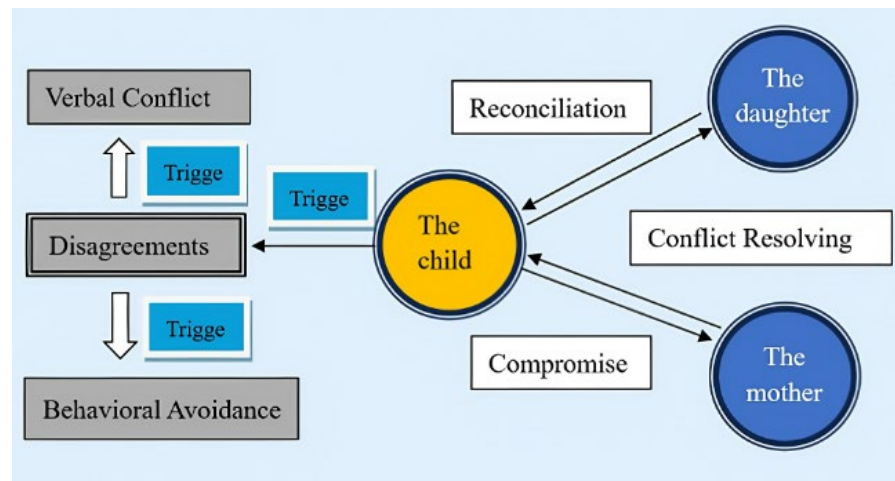 Verbal Conflict
Trigge
Disagreements
Trigge
Trigge
Behavioral Avoidance
The
child
Reconciliation
Compromise
Conflict Resolving
The
daughter
The
mother